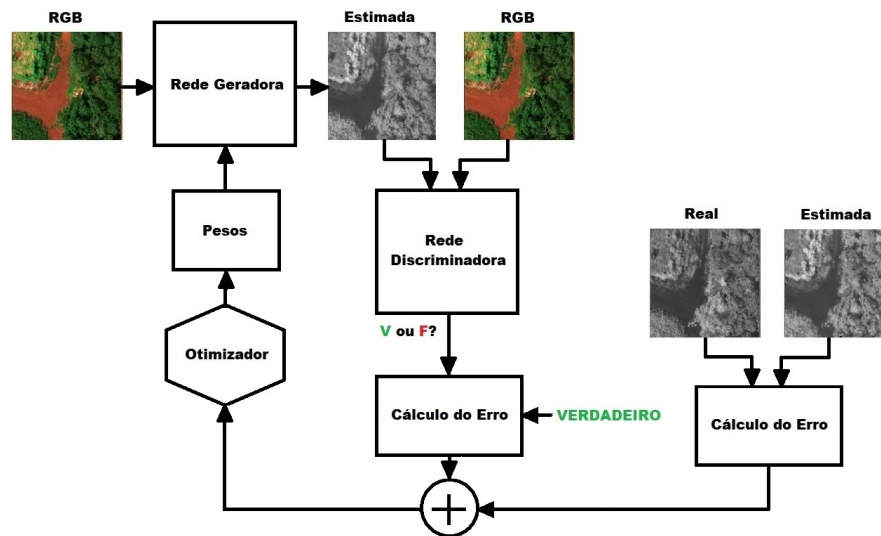 RGB
Estimada
RGB
Rede Geradora
Pesos
Rede
Discriminadora
Real
Estimada
V ou F?
Otimizador
Cálculo do Erro
VERDADEIRO
Cálculo do Erro